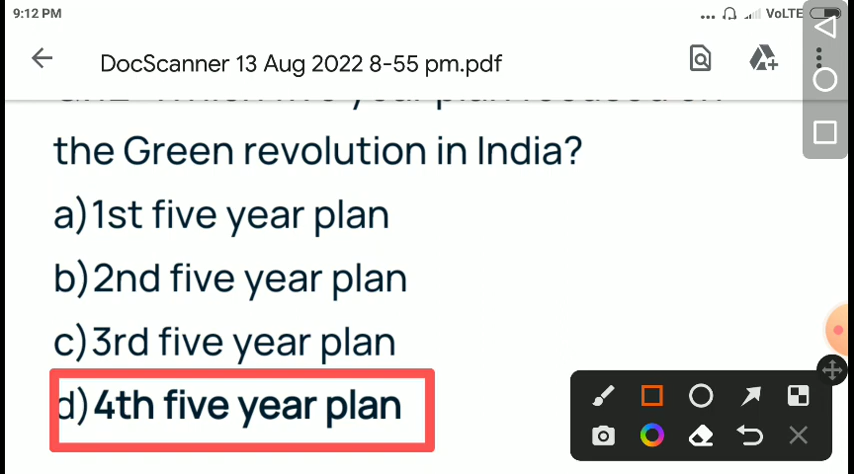 9:12 PM
VoLTE
DocScanner 13 Aug 2022 8-55 pm.pdf
the Green revolution in India?
a)1st five year plan
b)2nd five year plan
c)3rd five year plan
d)4th five year plan